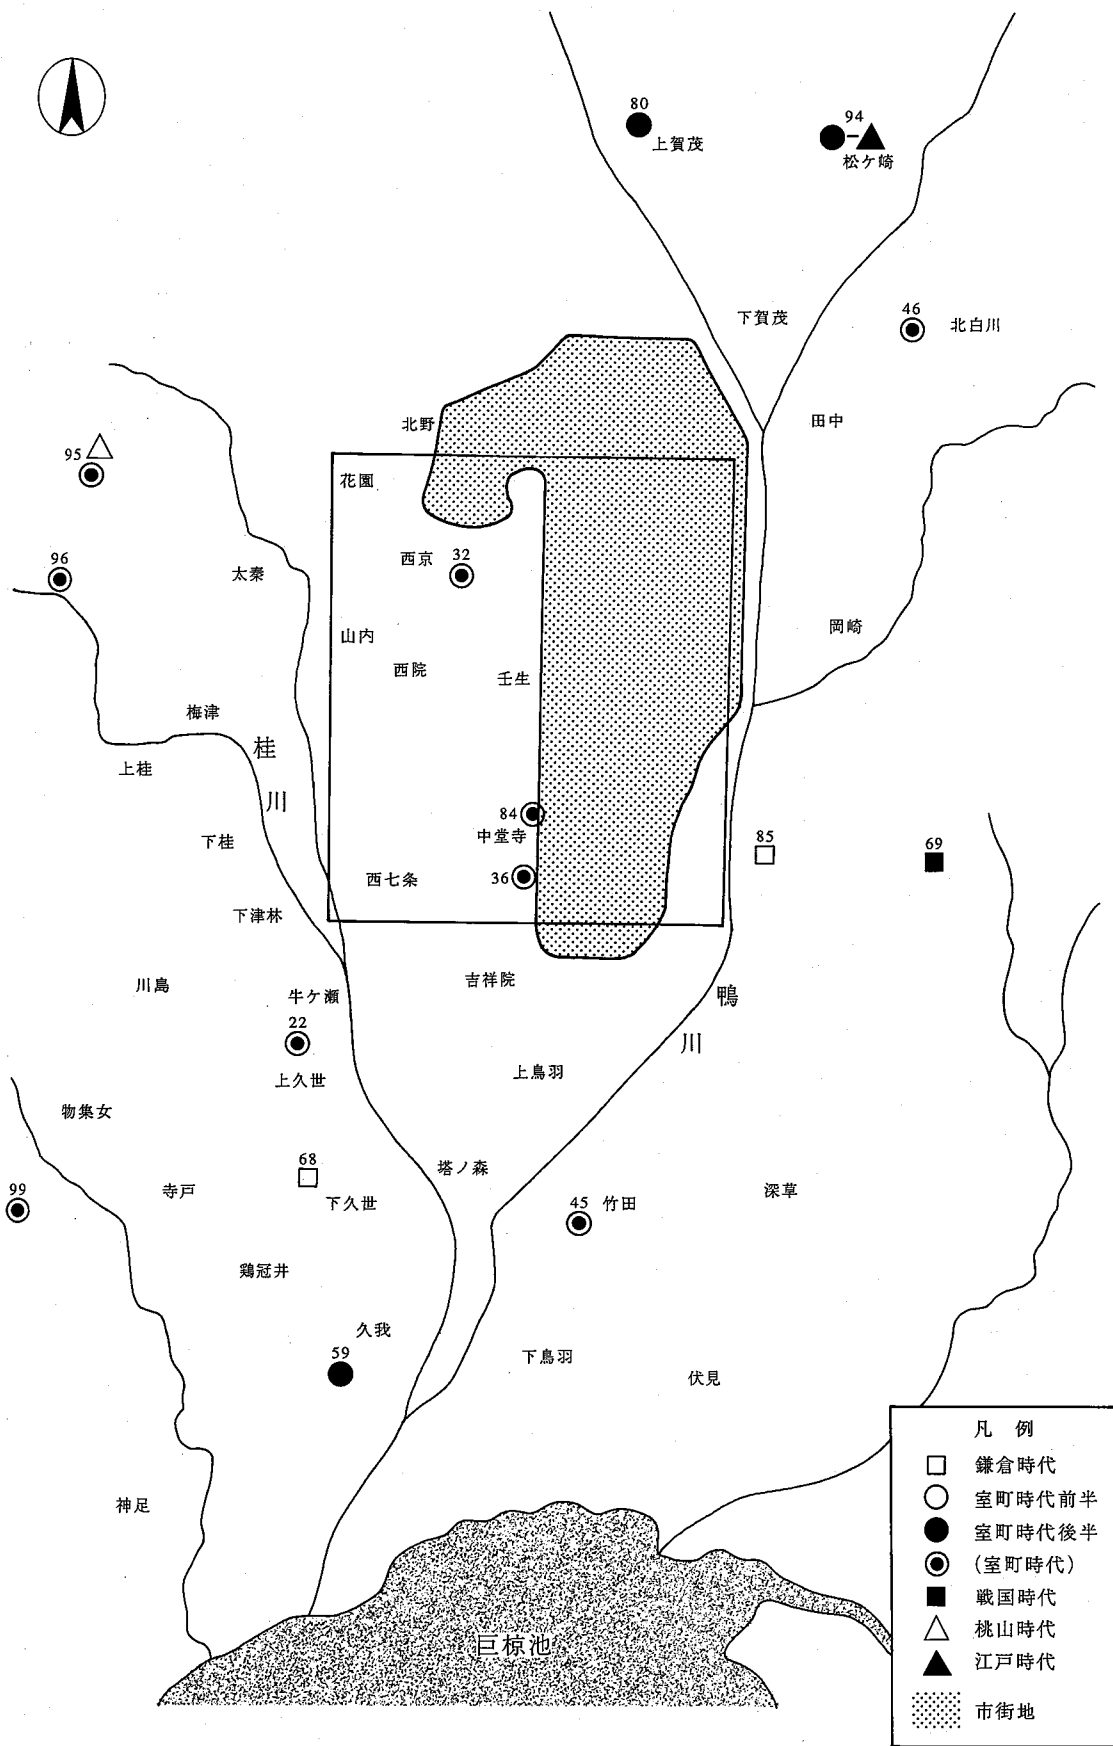 80
上賀茂
94
松ケ崎
下賀茂
46
北白川
北野
田中
95
花園
96
太秦
西京
32
山内
西院
壬生
岡崎
梅津
桂川
上桂
下桂
84
中堂寺
85
69
西七条
36
下津林
川島
牛ケ瀬
吉祥院
鴨川
22
上久世
上鳥羽
物集女
68
塔ノ森
99
寺戸
下久世
45
竹田
深草
鶏冠井
久我
59
下鳥羽
伏見
神足
巨椋池
凡例
鎌倉時代
室町時代前半
室町時代後半
(室町時代)
戦国時代
桃山時代
江戸時代
市街地